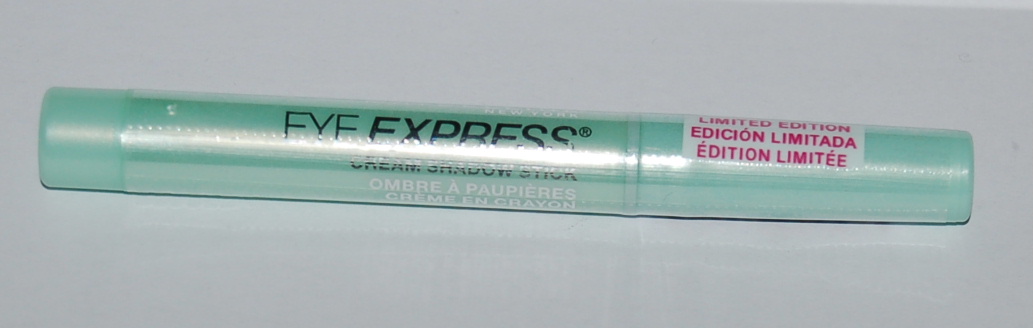 NEW YORK
EYE EXPRESS®
CREAM SHADOW STICK
OMBRE À PAUPIÈRES
CRÈME EN CRAYON
LIMITED EDITION
EDICIÓN LIMITADA
ÉDITION LIMITÉE